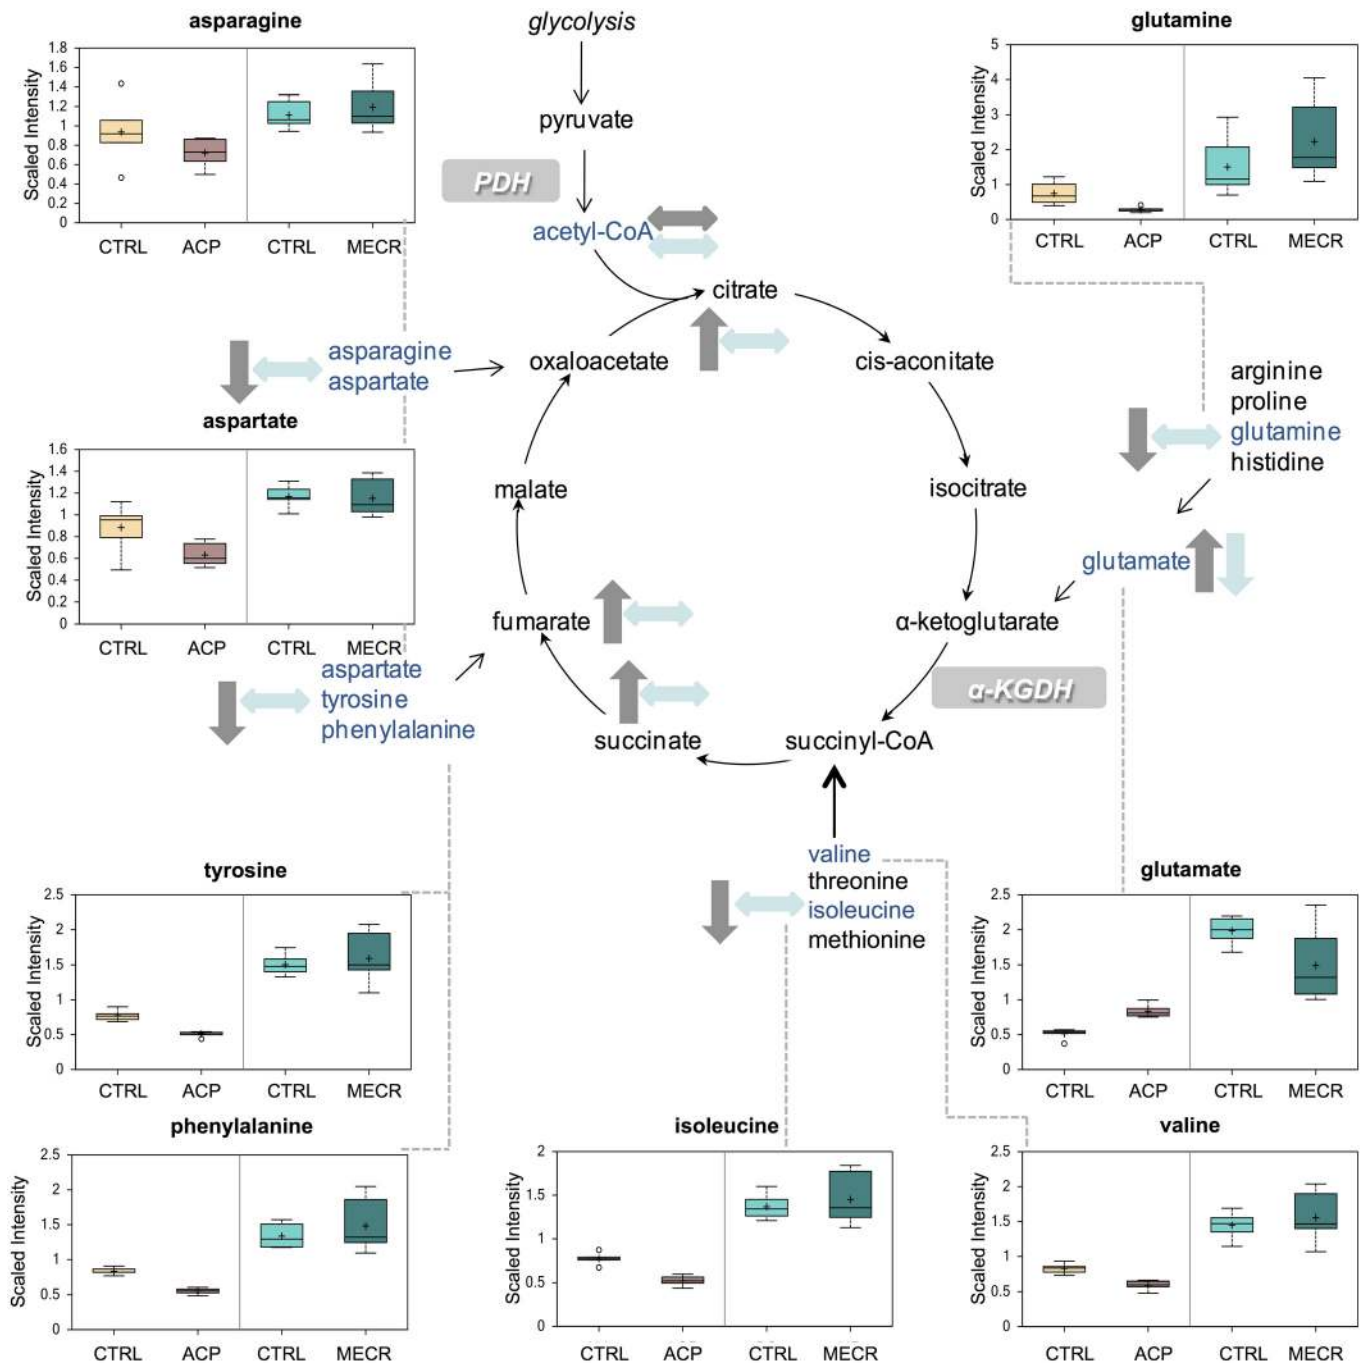 asparagine
Scaled Intensity
1.8
1.6
1.4
1.2
1
0.8
0.6
0.4
0.2
0
CTRL ACP CTRL MECR
glycolysis
pyruvate
PDH
acetyl-CoA
citrate
cis-aconitate
isocitrate
α-ketoglutarate
α-KGDH
succinyl-CoA
succinate
fumarate
malate
oxaloacetate
glutamine
Scaled Intensity
5
4
3
2
1
0
CTRL ACP CTRL MECR
asparagine
aspartate
arginine
proline
glutamine
histidine
glutamate
aspartate
Scaled Intensity
1.6
1.4
1.2
1
0.8
0.6
0.4
0.2
0
CTRL ACP CTRL MECR
aspartate
tyrosine
phenylalanine
valine
threonine
isoleucine
methionine
tyrosine
Scaled Intensity
2.5
2
1.5
1
0.5
0
CTRL ACP CTRL MECR
glutamate
Scaled Intensity
2.5
2
1.5
1
0.5
0
CTRL ACP CTRL MECR
phenylalanine
Scaled Intensity
2.5
2
1.5
1
0.5
0
CTRL ACP CTRL MECR
isoleucine
Scaled Intensity
2
1.5
1
0.5
0
CTRL ACP CTRL MECR
valine
Scaled Intensity
2.5
2
1.5
1
0.5
0
CTRL ACP CTRL MECR